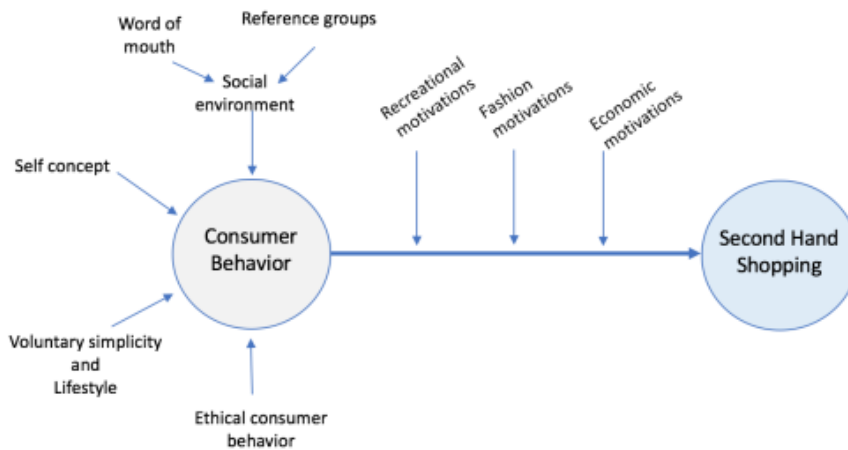 Word of
mouth
Reference groups
Social
environment
Recreational
motivations
Fashion
motivations
Economic
motivations
Self concept
Consumer
Behavior
Second Hand
Shopping
Voluntary simplicity
and
Lifestyle
Ethical consumer
behavior